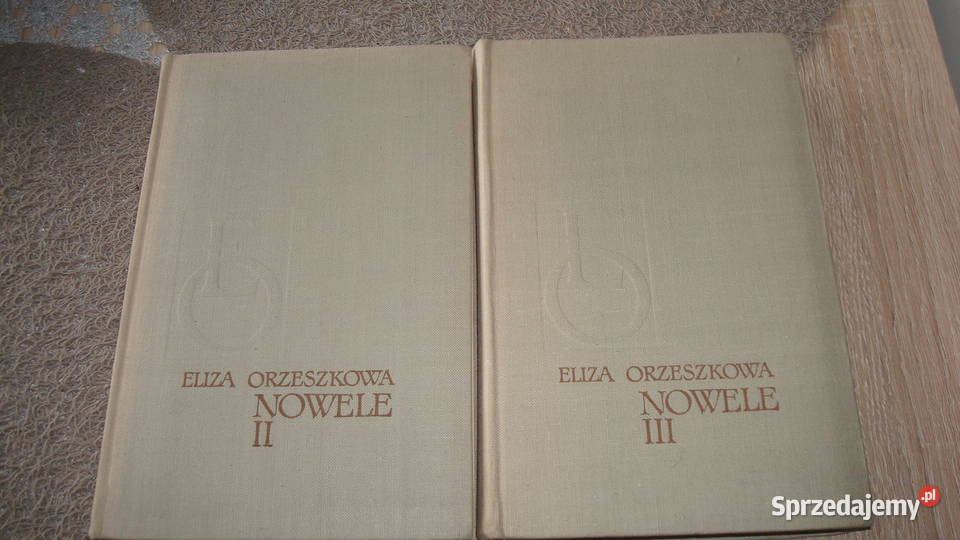 ELIZA ORZESZKOWA
NOWELE
II
ELIZA ORZESZKOWA
NOWELE
III
Sprzedajemy.pl